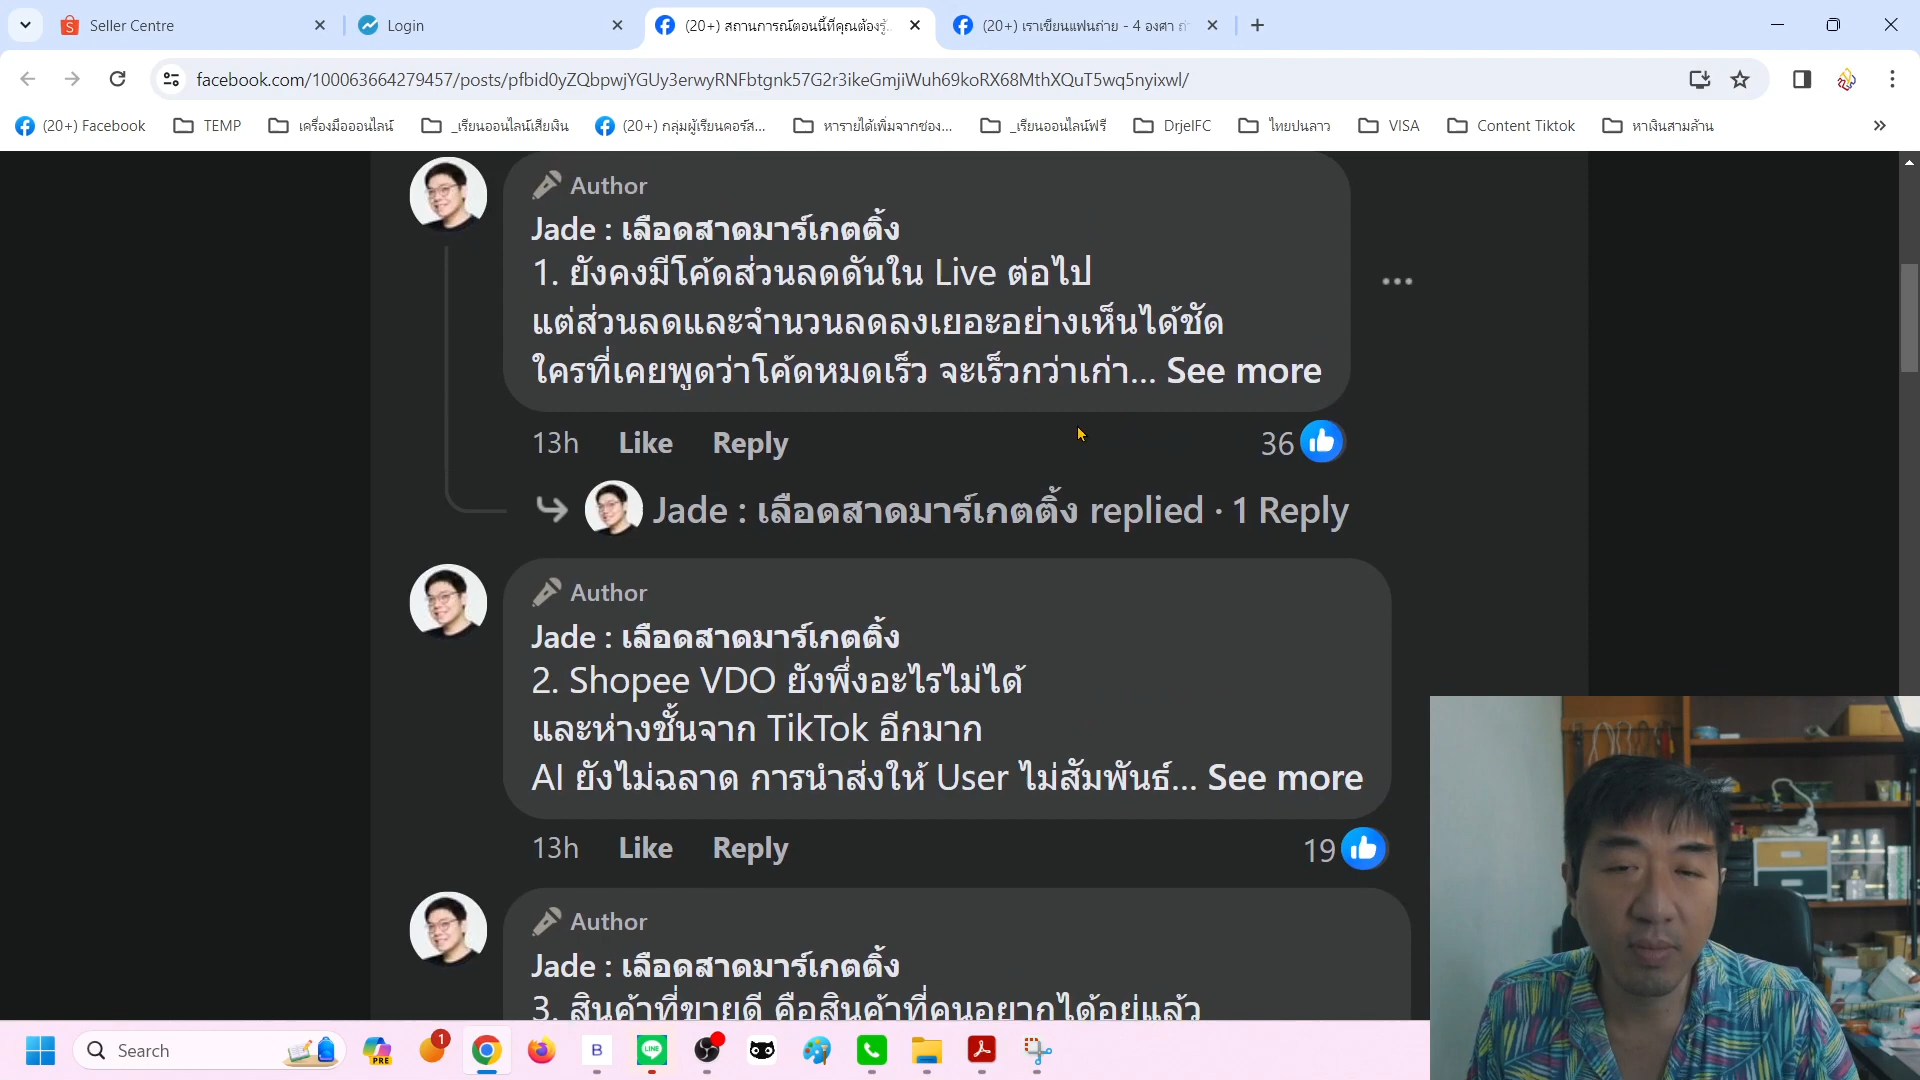 Seller Centre
Login
(20+) สถานการณ์ตอนนี้ที่คุณต้องรู้
(20+) เราเขียนแฟนถ่าย - 4 องศา
facebook.com/100063664279457/posts/pfbid0yZQbpwjYGUy3erwyRNFbtgnk57G2r3ikeGmjiWuh69koRX68MthXQuT5wq5nyixwl/
(20+) Facebook
TEMP
เครื่องมือออนไลน์
_เรียนออนไลน์เสียเงิน
(20+) กลุ่มผู้เรียนคอร์ส...
หารายได้เพิ่มจากช่อง...
_เรียนออนไลน์ฟรี
DrjeIFC
ไทยปนลาว
VISA
Content Tiktok
หาเงินสามล้าน
Author
Jade : เลือดสาดมาร์เกตติ้ง
1. ยังคงมีโค้ดส่วนลดดันใน Live ต่อไป
แต่ส่วนลดและจำนวนลดลงเยอะอย่างเห็นได้ชัด
ใครที่เคยพูดว่าโค้ดหมดเร็ว จะเร็วกว่าเก่า... See more
13h Like Reply 36
Jade : เลือดสาดมาร์เกตติ้ง replied · 1 Reply
Author
Jade : เลือดสาดมาร์เกตติ้ง
2. Shopee VDO ยังพึ่งอะไรไม่ได้
และห่างชั้นจาก TikTok อีกมาก
AI ยังไม่ฉลาด การนำส่งให้ User ไม่สัมพันธ์... See more
13h Like Reply 19
Author
Jade : เลือดสาดมาร์เกตติ้ง
3. สินค้าที่ขายดี คือสินค้าที่คนอยากได้อยู่แล้ว
Search
PRE
1
B
LINE